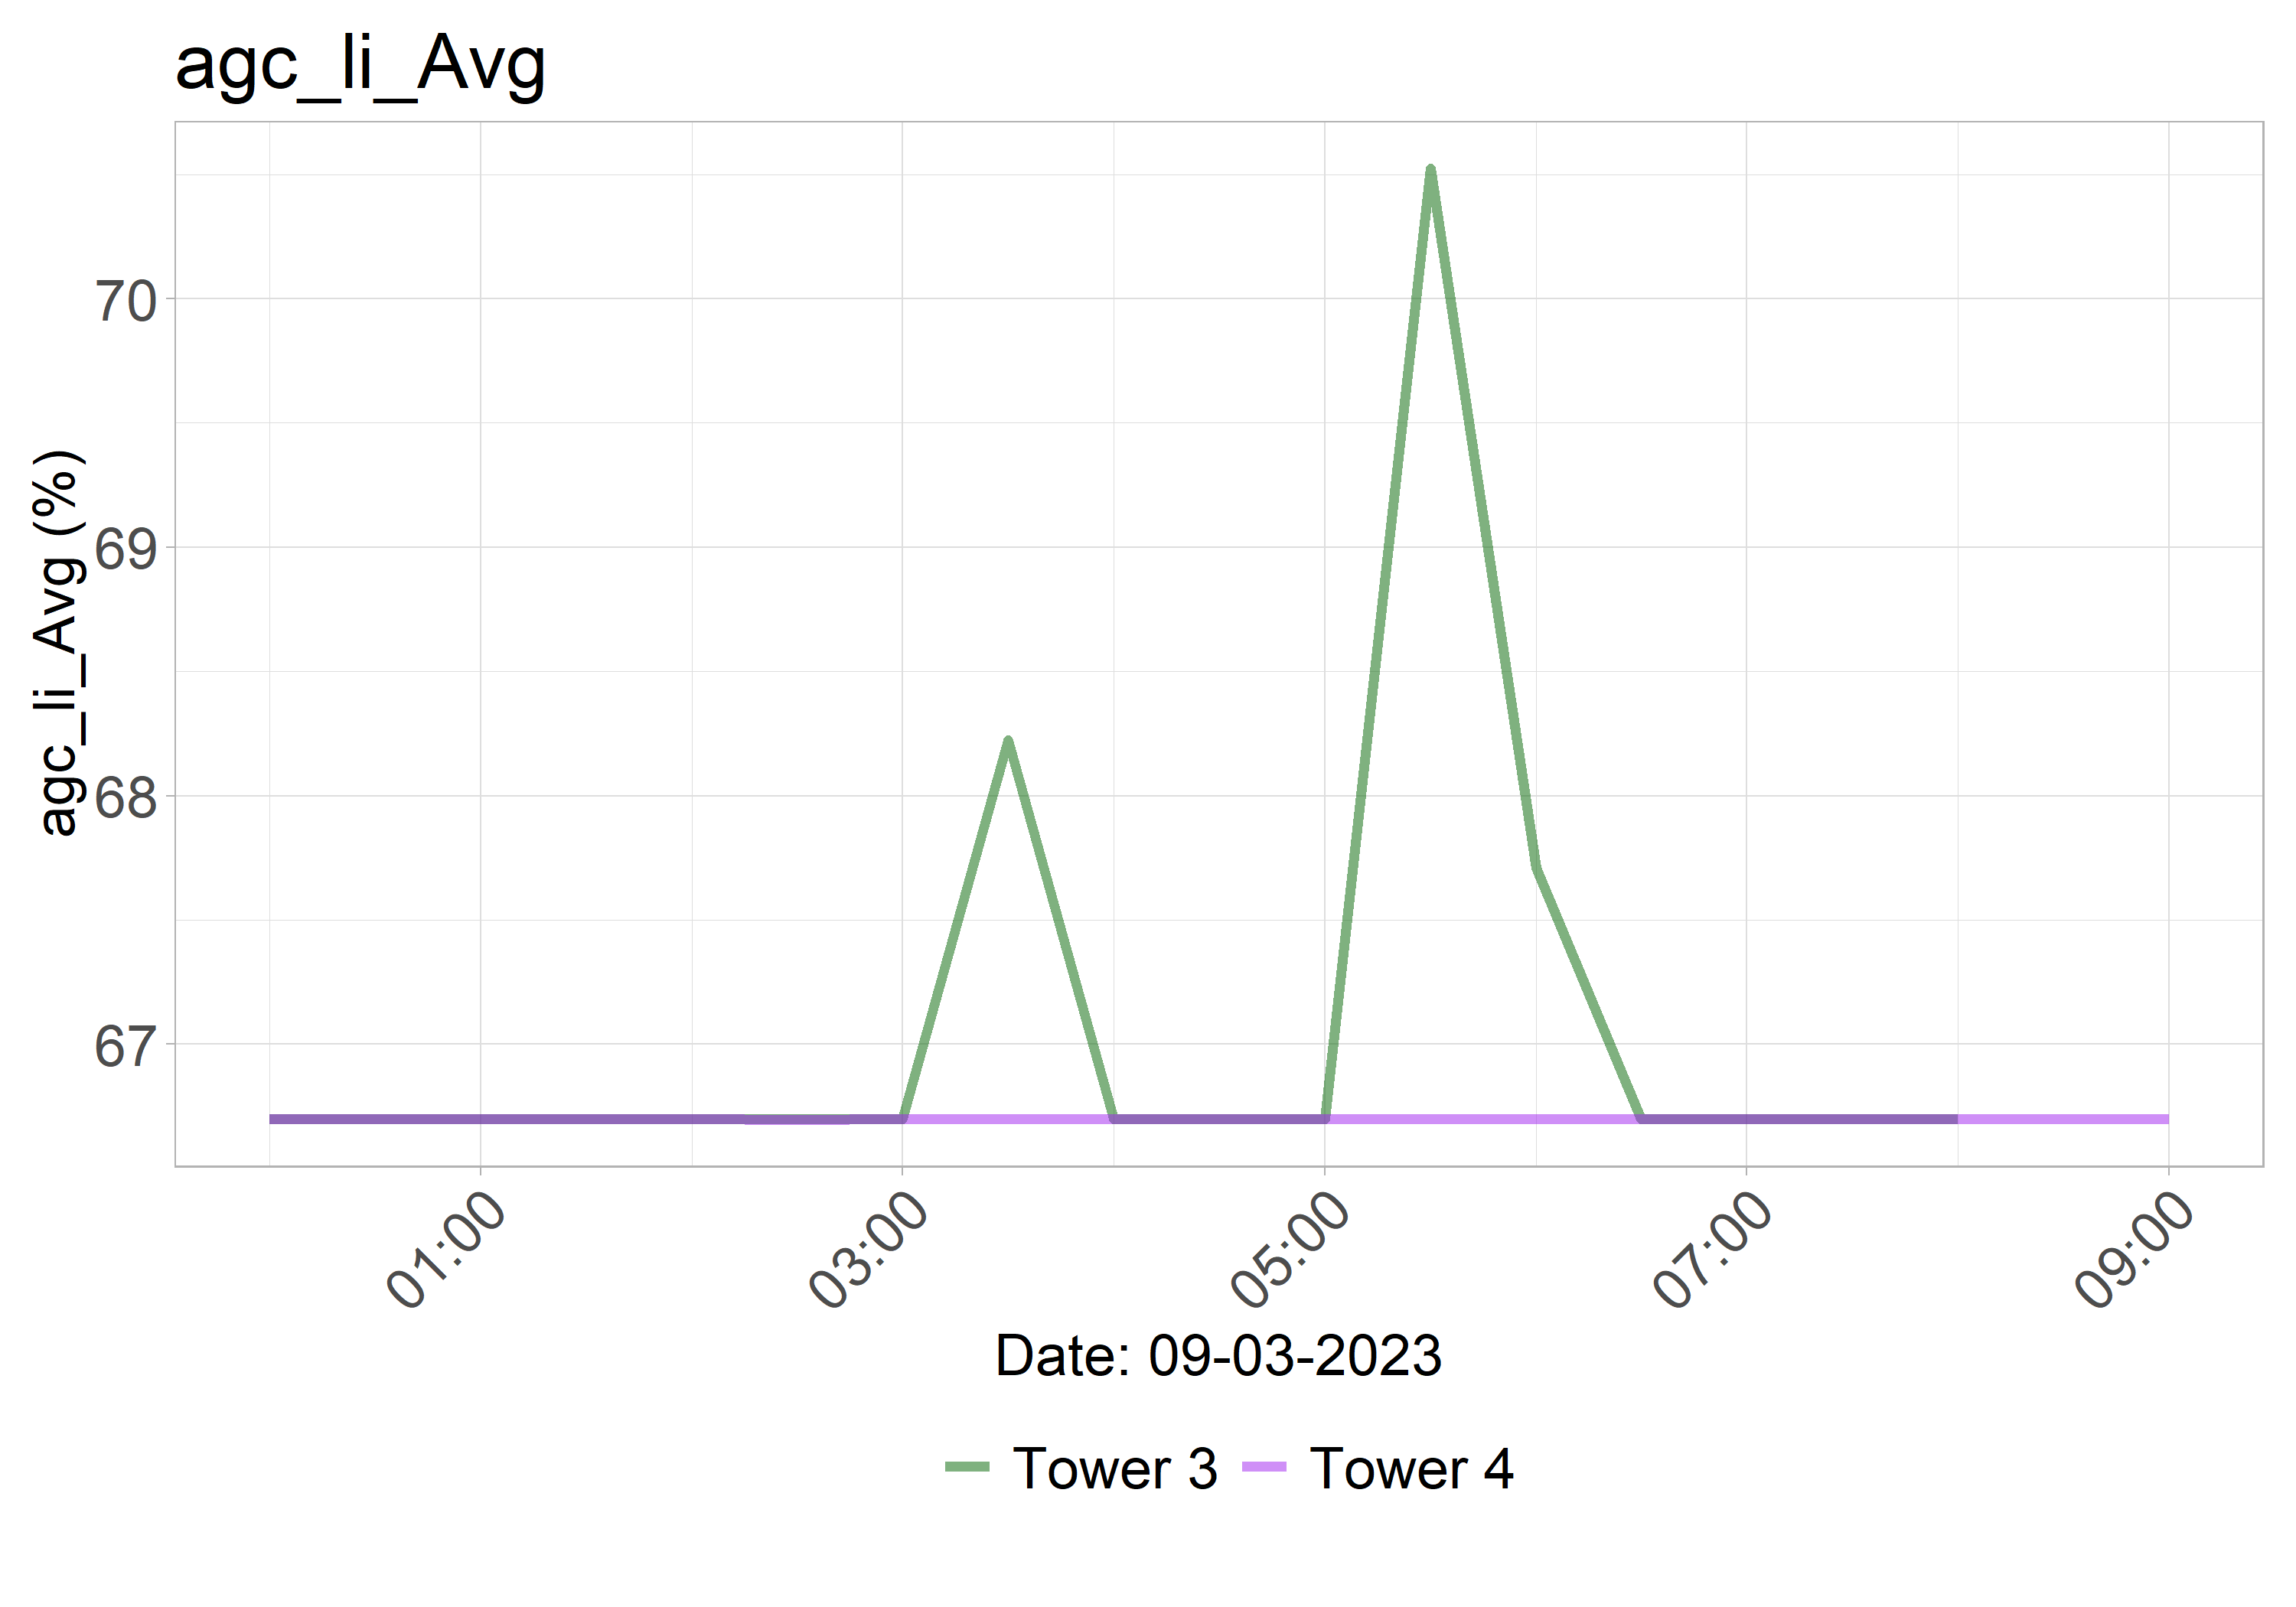 agc_li_Avg
agc_li_Avg (%)
70
69
68
67
01:00
03:00
05:00
07:00
09:00
Date: 09-03-2023
Tower 3
Tower 4